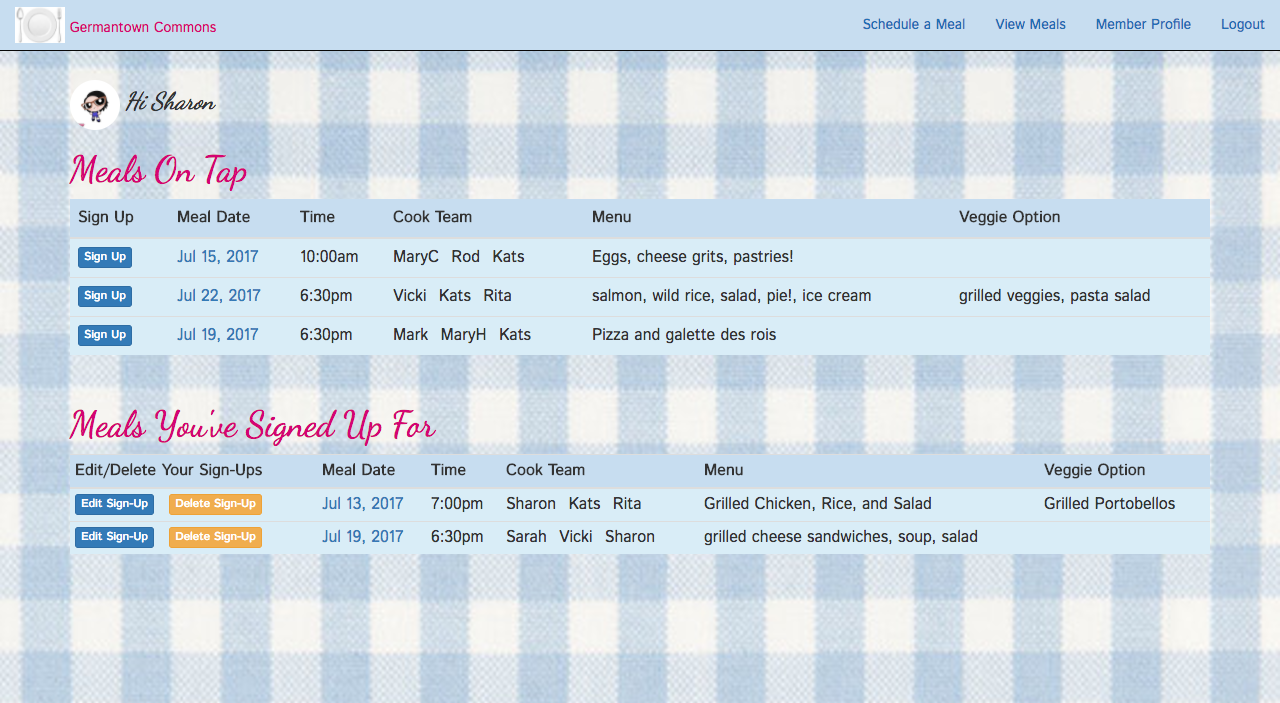 Germantown Commons Schedule a Meal View Meals Member Profile Logout
Hi Sharon
Meals On Tap
Sign Up Meal Date Time Cook Team Menu Veggie Option
Sign Up Jul 15, 2017 10:00am MaryC Rod Kats Eggs, cheese grits, pastries!
Sign Up Jul 22, 2017 6:30pm Vicki Kats Rita salmon, wild rice, salad, pie!, ice cream grilled veggies, pasta salad
Sign Up Jul 19, 2017 6:30pm Mark MaryH Kats Pizza and galette des rois
Meals You've Signed Up For
Edit/Delete Your Sign-Ups Meal Date Time Cook Team Menu Veggie Option
Edit Sign-Up Delete Sign-Up Jul 13, 2017 7:00pm Sharon Kats Rita Grilled Chicken, Rice, and Salad Grilled Portobellos
Edit Sign-Up Delete Sign-Up Jul 19, 2017 6:30pm Sarah Vicki Sharon grilled cheese sandwiches, soup, salad